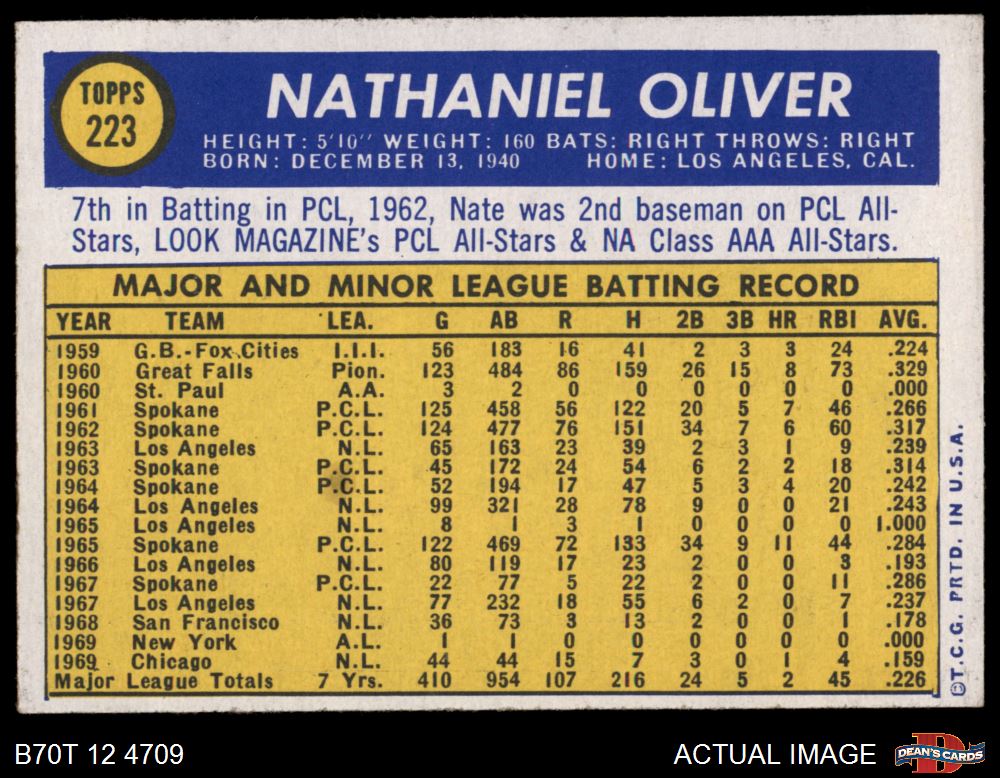 TOPPS
223
NATHANIEL OLIVER
HEIGHT: 5'10" WEIGHT: 160 BATS: RIGHT THROWS: RIGHT
BORN: DECEMBER 13, 1940 HOME: LOS ANGELES, CAL.
7th in Batting in PCL, 1962, Nate was 2nd baseman on PCL All-
Stars, LOOK MAGAZINE's PCL All-Stars & NA Class AAA All-Stars.
MAJOR AND MINOR LEAGUE BATTING RECORD
YEAR TEAM LEA. G AB R H 2B 3B HR RBI AVG.
1959 G.B.-Fox Cities I.I.I. 56 183 16 41 2 3 3 24 .224
1960 Great Falls Pion. 123 484 86 159 26 15 8 73 .329
1960 St. Paul A.A. 3 2 0 0 0 0 0 0 .000
1961 Spokane P.C.L. 125 458 56 122 20 5 7 46 .266
1962 Spokane P.C.L. 124 477 76 151 34 7 6 60 .317
1963 Los Angeles N.L. 65 163 23 39 2 3 1 9 .239
1963 Spokane P.C.L. 45 172 24 54 6 2 2 18 .314
1964 Spokane P.C.L. 52 194 17 47 5 3 4 20 .242
1964 Los Angeles N.L. 99 321 28 78 9 0 0 21 .243
1965 Los Angeles N.L. 8 1 3 1 0 0 0 0 1.000
1965 Spokane P.C.L. 122 469 72 133 34 9 11 44 .284
1966 Los Angeles N.L. 80 119 17 23 2 0 0 3 .193
1967 Spokane P.C.L. 22 77 5 22 2 0 0 11 .286
1967 Los Angeles N.L. 77 232 18 55 6 2 0 7 .237
1968 San Francisco N.L. 36 73 3 13 2 0 0 1 .178
1969 New York A.L. 1 1 0 0 0 0 0 0 .000
1969 Chicago N.L. 44 44 15 7 3 0 1 4 .159
Major League Totals 7 Yrs. 410 954 107 216 24 5 2 45 .226
©T.C.G. PRTD. IN U.S.A.
B70T 12 4709
ACTUAL IMAGE
DEAN'S CARDS